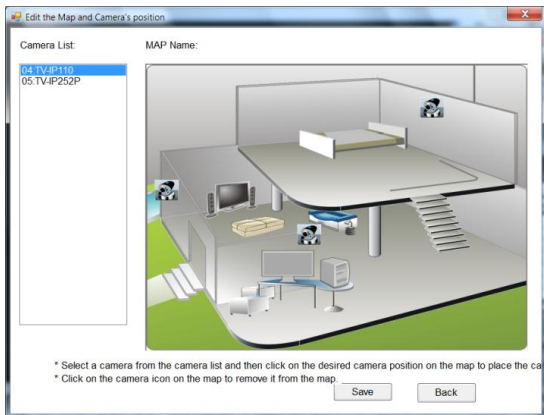 Edit the Map and Camera's position
Camera List:
MAP Name:
04:TV-IP110
05:TV-IP252P
* Select a camera from the camera list and then click on the desired camera position on the map to place the ca
* Click on the camera icon on the map to remove it from the map.
Save
Back